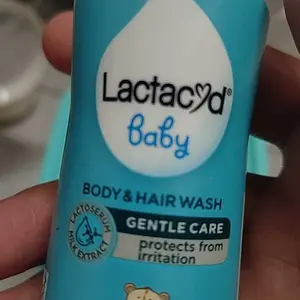 Lactacyd
baby
BODY & HAIR WASH
LACTOSERUM
MILK EXTRACT
GENTLE CARE
protects from
irritation